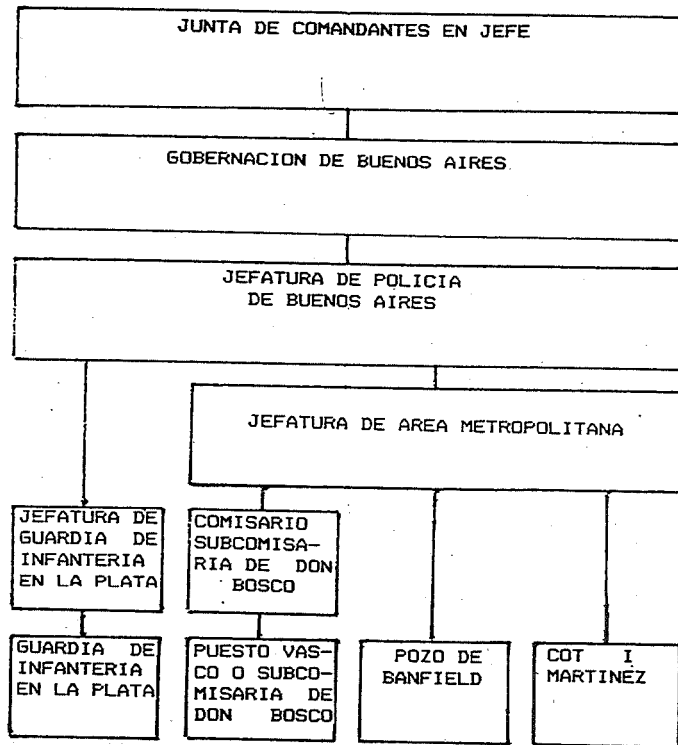 JUNTA DE COMANDANTES EN JEFE
GOBERNACION DE BUENOS AIRES
JEFATURA DE POLICIA
DE BUENOS AIRES
JEFATURA DE AREA METROPOLITANA
JEFATURA DE
GUARDIA DE
INFANTERIA
EN LA PLATA
COMISARIO
SUBCOMISA-
RIA DE DON
BOSCO
GUARDIA DE
INFANTERIA
EN LA PLATA
PUESTO VAS-
CO O SUBCO-
MISARIA DE
DON BOSCO
POZO DE
BANFIELD
COT I
MARTINEZ